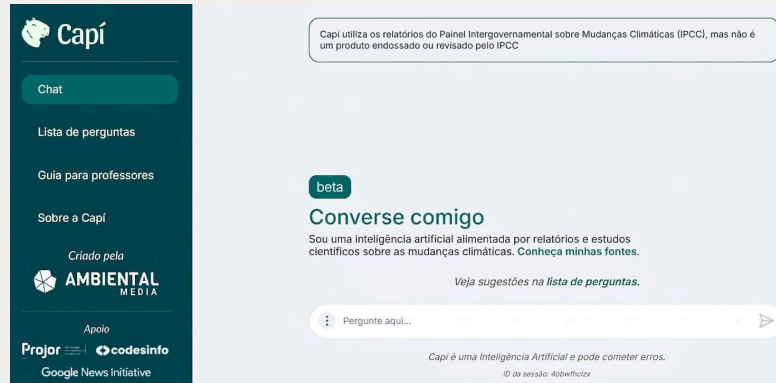 Capí
Chat
Lista de perguntas
Guia para professores
Sobre a Capí
Criado pela
AMBIENTAL
MEDIA
Apoio
Projor
codesinfo
Google News Initiative
Capí utiliza os relatórios do Painel Intergovernamental sobre Mudanças Climáticas (IPCC), mas não é
um produto endossado ou revisado pelo IPCC
beta
Converse comigo
Sou uma inteligência artificial alimentada por relatórios e estudos
científicos sobre as mudanças climáticas. Conheça minhas fontes.
Veja sugestões na lista de perguntas.
Pergunte aqui...
Capí é uma Inteligência Artificial e pode cometer erros.
ID da sessão: 4obwfhclzx